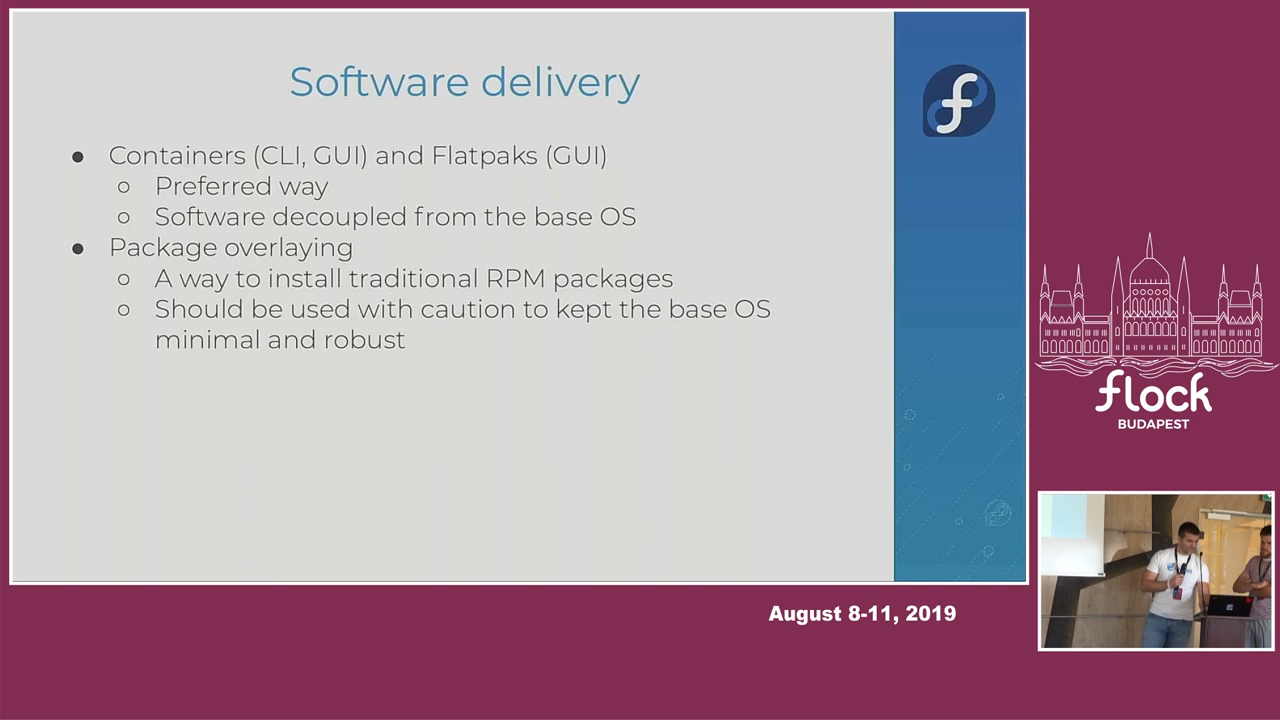 Software delivery
● Containers (CLI, GUI) and Flatpaks (GUI)
○ Preferred way
○ Software decoupled from the base OS
● Package overlaying
○ A way to install traditional RPM packages
○ Should be used with caution to kept the base OS
minimal and robust
flock
BUDAPEST
August 8-11, 2019